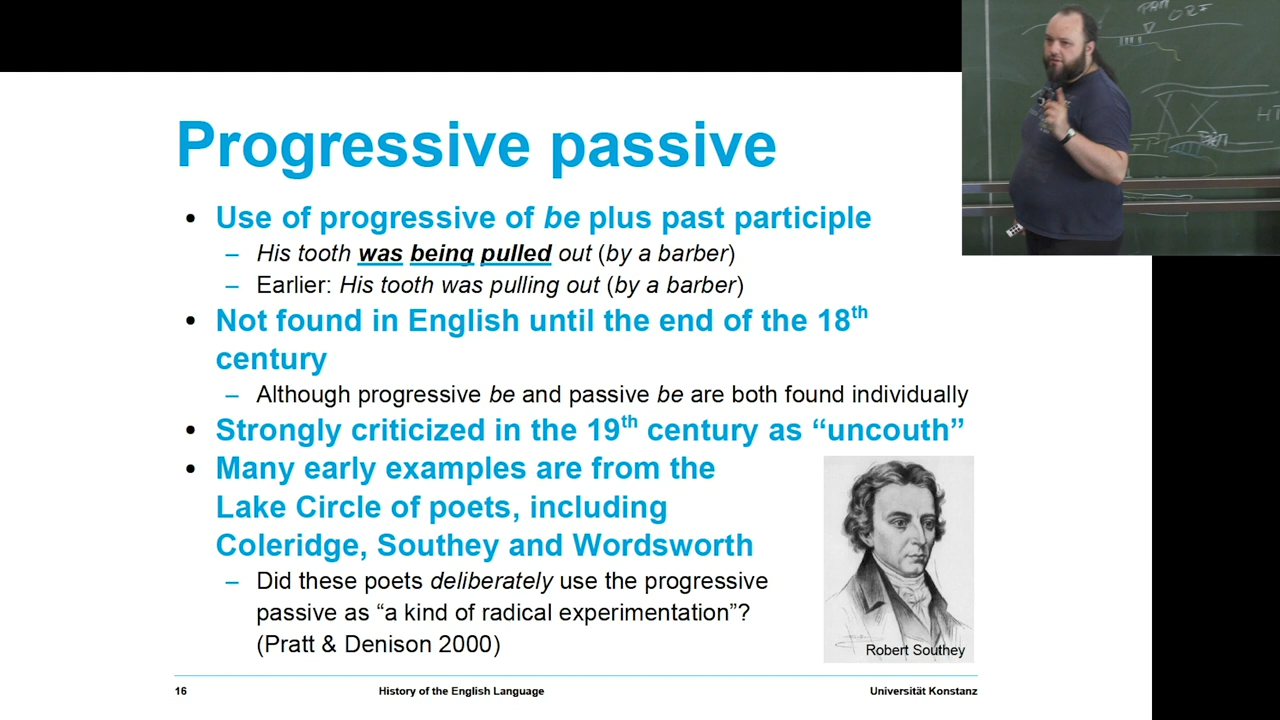 Progressive passive
• Use of progressive of be plus past participle
– His tooth was being pulled out (by a barber)
– Earlier: His tooth was pulling out (by a barber)
• Not found in English until the end of the 18th
century
– Although progressive be and passive be are both found individually
• Strongly criticized in the 19th century as “uncouth”
• Many early examples are from the
Lake Circle of poets, including
Coleridge, Southey and Wordsworth
– Did these poets deliberately use the progressive
passive as “a kind of radical experimentation”?
(Pratt & Denison 2000)
Robert Southey
16 History of the English Language Universität Konstanz